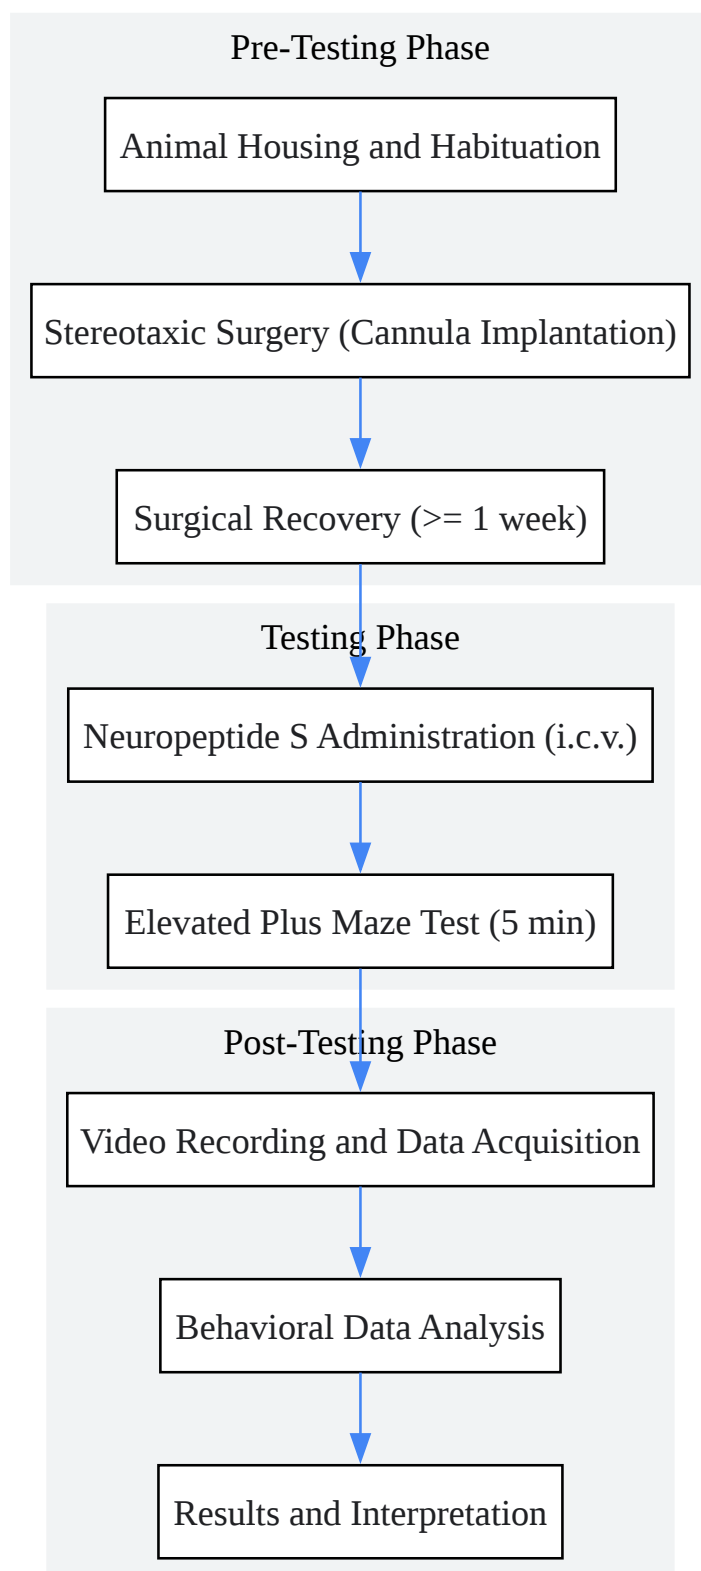 Pre-Testing Phase
Animal Housing and Habituation
Stereotaxic Surgery (Cannula Implantation)
Surgical Recovery (>= 1 week)
Testing Phase
Neuropeptide S Administration (i.c.v.)
Elevated Plus Maze Test (5 min)
Post-Testing Phase
Video Recording and Data Acquisition
Behavioral Data Analysis
Results and Interpretation